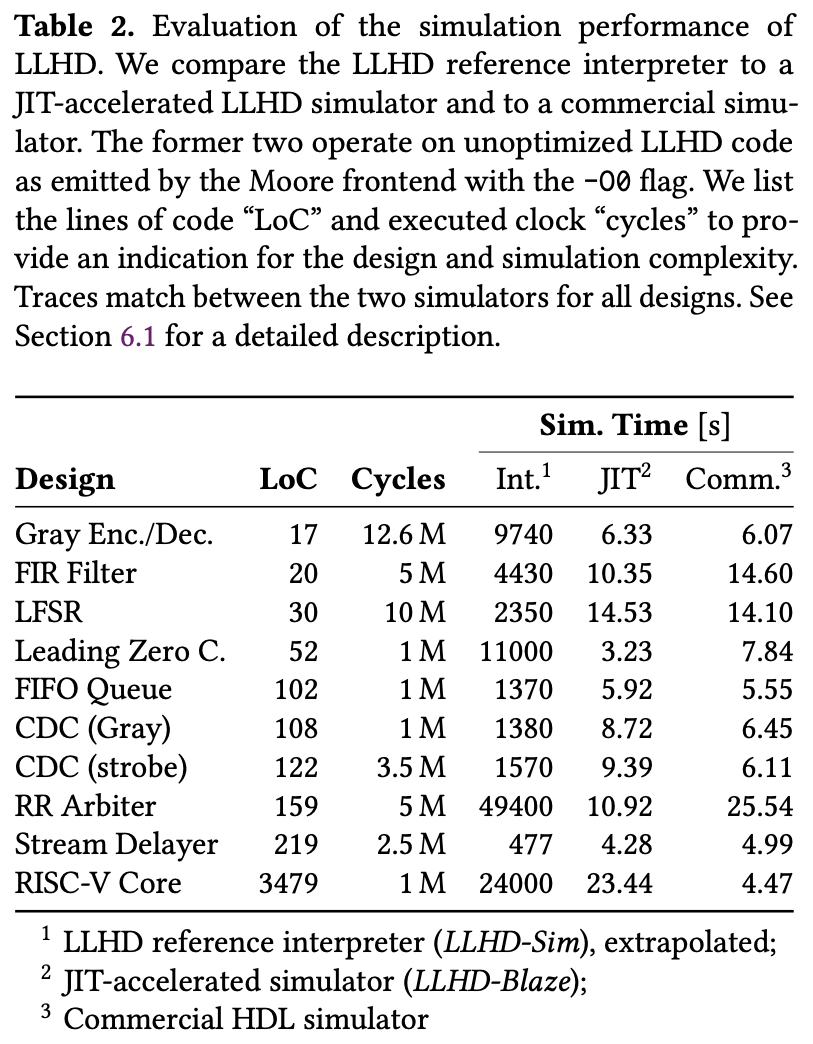 Table 2. Evaluation of the simulation performance of
LLHD. We compare the LLHD reference interpreter to a
JIT-accelerated LLHD simulator and to a commercial simu-
lator. The former two operate on unoptimized LLHD code
as emitted by the Moore frontend with the -O0 flag. We list
the lines of code “LoC” and executed clock “cycles” to pro-
vide an indication for the design and simulation complexity.
Traces match between the two simulators for all designs. See
Section 6.1 for a detailed description.
Sim. Time [s]
Design LoC Cycles Int.¹ JIT² Comm.³
Gray Enc./Dec. 17 12.6 M 9740 6.33 6.07
FIR Filter 20 5 M 4430 10.35 14.60
LFSR 30 10 M 2350 14.53 14.10
Leading Zero C. 52 1 M 11000 3.23 7.84
FIFO Queue 102 1 M 1370 5.92 5.55
CDC (Gray) 108 1 M 1380 8.72 6.45
CDC (strobe) 122 3.5 M 1570 9.39 6.11
RR Arbiter 159 5 M 49400 10.92 25.54
Stream Delayer 219 2.5 M 477 4.28 4.99
RISC-V Core 3479 1 M 24000 23.44 4.47
¹ LLHD reference interpreter (LLHD-Sim), extrapolated;
² JIT-accelerated simulator (LLHD-Blaze);
³ Commercial HDL simulator